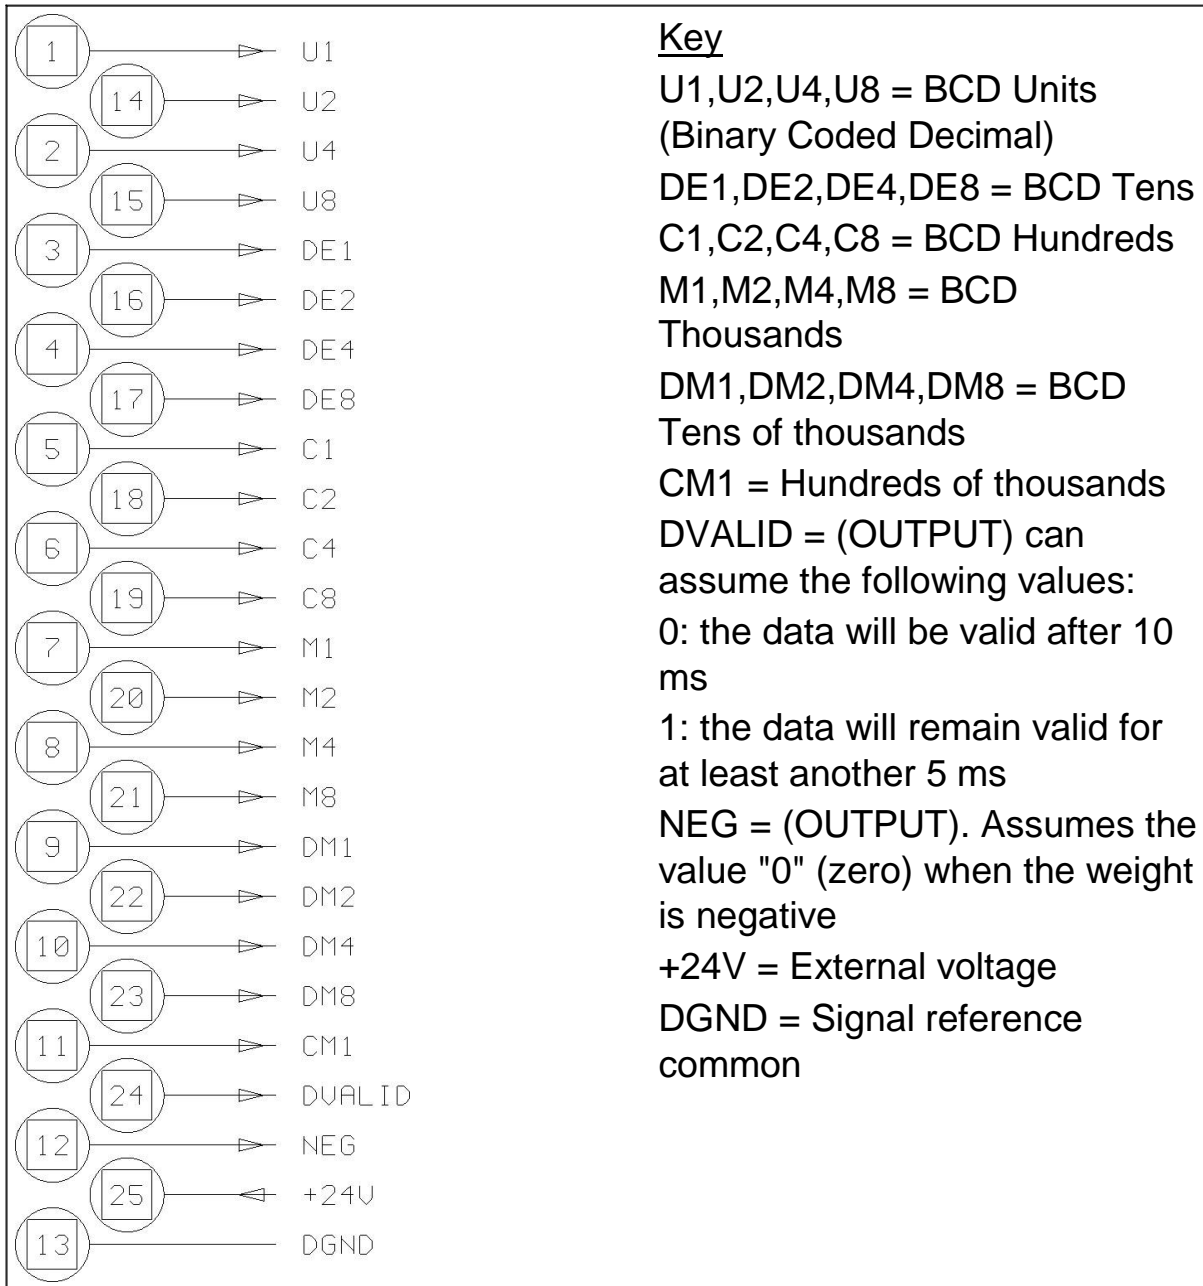 1 U1
14 U2
2 U4
15 U8
3 DE1
16 DE2
4 DE4
17 DE8
5 C1
18 C2
6 C4
19 C8
7 M1
20 M2
8 M4
21 M8
9 DM1
22 DM2
10 DM4
23 DM8
11 CM1
24 DVALID
12 NEG
25 +24V
13 DGND
Key
U1,U2,U4,U8 = BCD Units
(Binary Coded Decimal)
DE1,DE2,DE4,DE8 = BCD Tens
C1,C2,C4,C8 = BCD Hundreds
M1,M2,M4,M8 = BCD
Thousands
DM1,DM2,DM4,DM8 = BCD
Tens of thousands
CM1 = Hundreds of thousands
DVALID = (OUTPUT) can
assume the following values:
0: the data will be valid after 10
ms
1: the data will remain valid for
at least another 5 ms
NEG = (OUTPUT). Assumes the
value "0" (zero) when the weight
is negative
+24V = External voltage
DGND = Signal reference
common